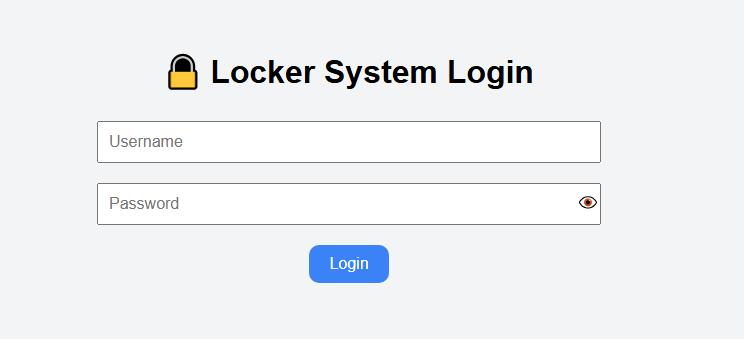 🔒 Locker System Login
Username
Password
Login